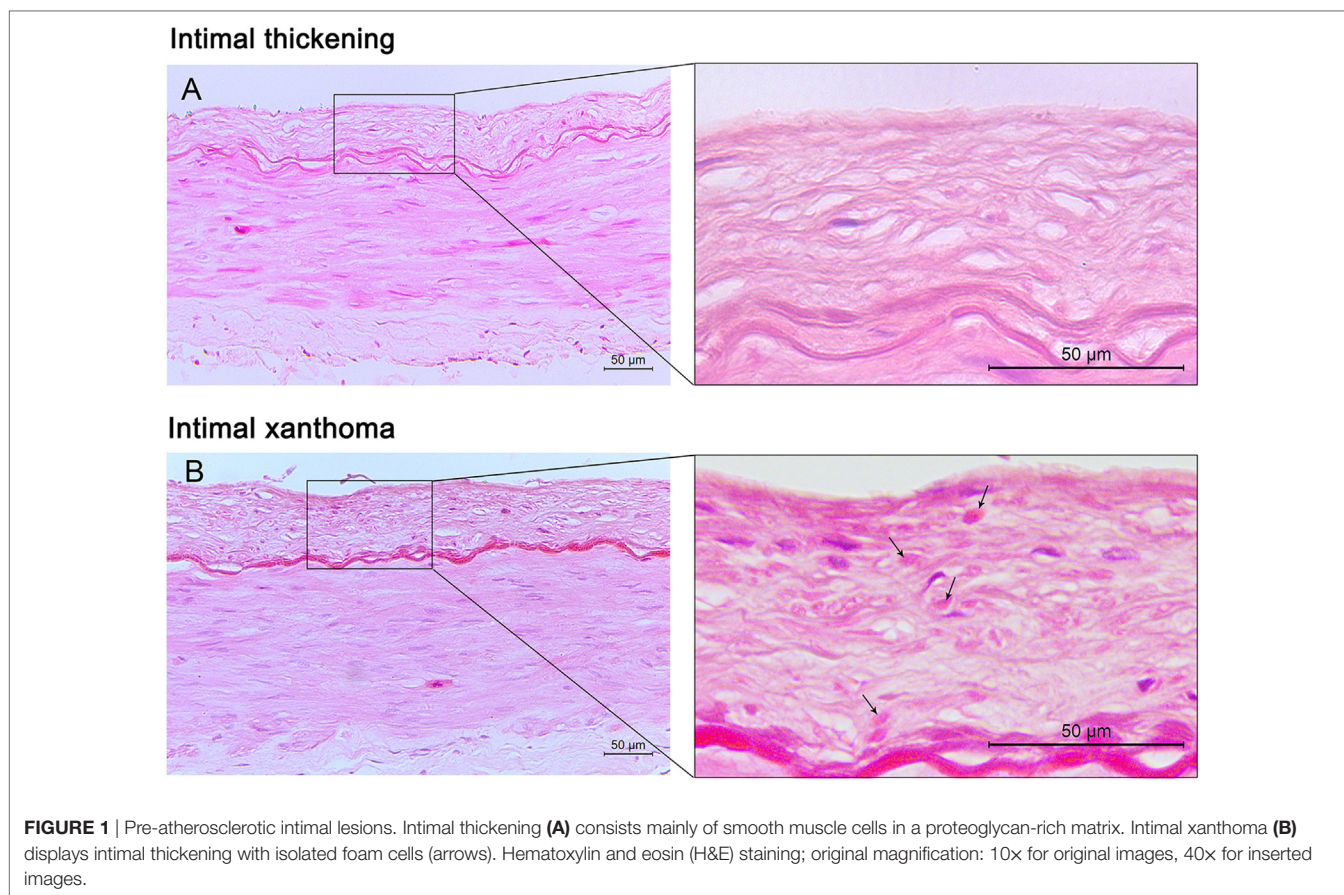 Intimal thickening
A
50 µm
50 µm
Intimal xanthoma
B
50 µm
50 µm
FIGURE 1 | Pre-atherosclerotic intimal lesions. Intimal thickening (A) consists mainly of smooth muscle cells in a proteoglycan-rich matrix. Intimal xanthoma (B)
displays intimal thickening with isolated foam cells (arrows). Hematoxylin and eosin (H&E) staining; original magnification: 10× for original images, 40× for inserted
images.